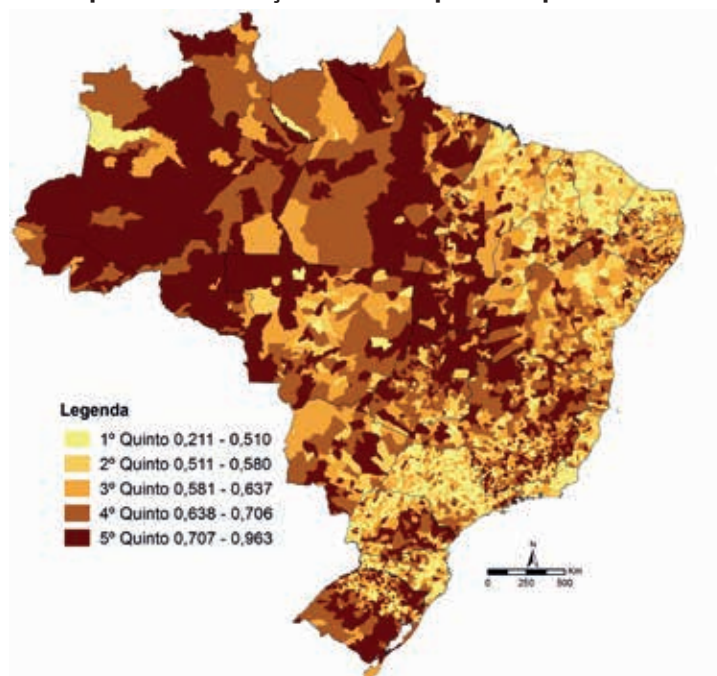 Legenda
1º Quinto 0,211 - 0,510
2º Quinto 0,511 - 0,580
3º Quinto 0,581 - 0,637
4º Quinto 0,638 - 0,706
5º Quinto 0,707 - 0,963
N
Km
0 250 500